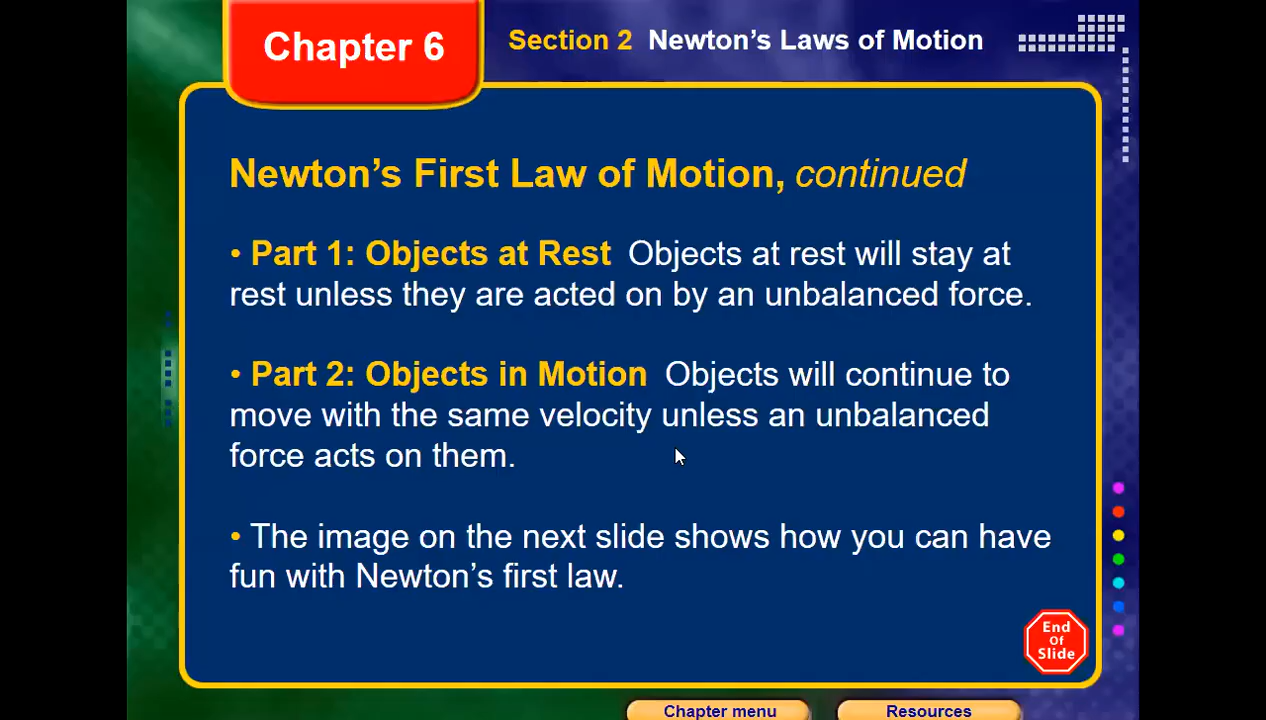 Chapter 6
Section 2 Newton's Laws of Motion
Newton's First Law of Motion, continued
• Part 1: Objects at Rest Objects at rest will stay at
rest unless they are acted on by an unbalanced force.
• Part 2: Objects in Motion Objects will continue to
move with the same velocity unless an unbalanced
force acts on them.
• The image on the next slide shows how you can have
fun with Newton's first law.
End
Of
Slide
Chapter menu
Resources